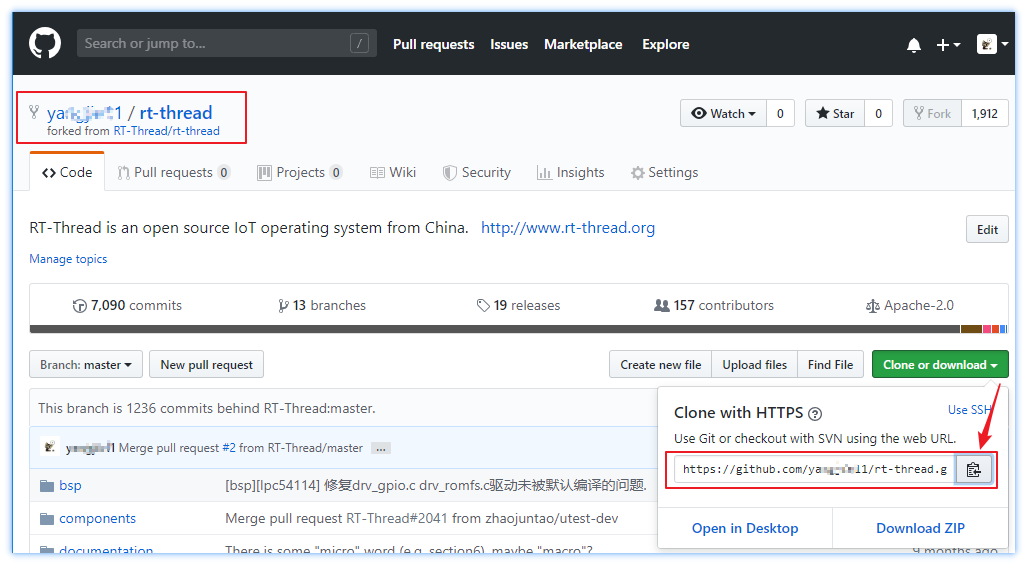 Search or jump to... /
Pull requests Issues Marketplace Explore
/ rt-thread
forked from RT-Thread/rt-thread
Watch 0 Star 0 Fork 1,912
Code Pull requests 0 Projects 0 Wiki Security Insights Settings
RT-Thread is an open source IoT operating system from China. http://www.rt-thread.org
Edit
Manage topics
7,090 commits 13 branches 19 releases 157 contributors Apache-2.0
Branch: master New pull request Create new file Upload files Find File Clone or download
This branch is 1236 commits behind RT-Thread:master.
Merge pull request #2 from RT-Thread/master ...
bsp [bsp][lpc54114] 修复drv_gpio.c drv_romfs.c驱动未被默认编译的问题.
components Merge pull request RT-Thread#2041 from zhaojuntao/utest-dev
documentation There is some "micro" word (e.g. section6), maybe "macro"?
Clone with HTTPS ?
Use SSH
Use Git or checkout with SVN using the web URL.
https://github.com/ /rt-thread.g
Open in Desktop Download ZIP
9 months ago